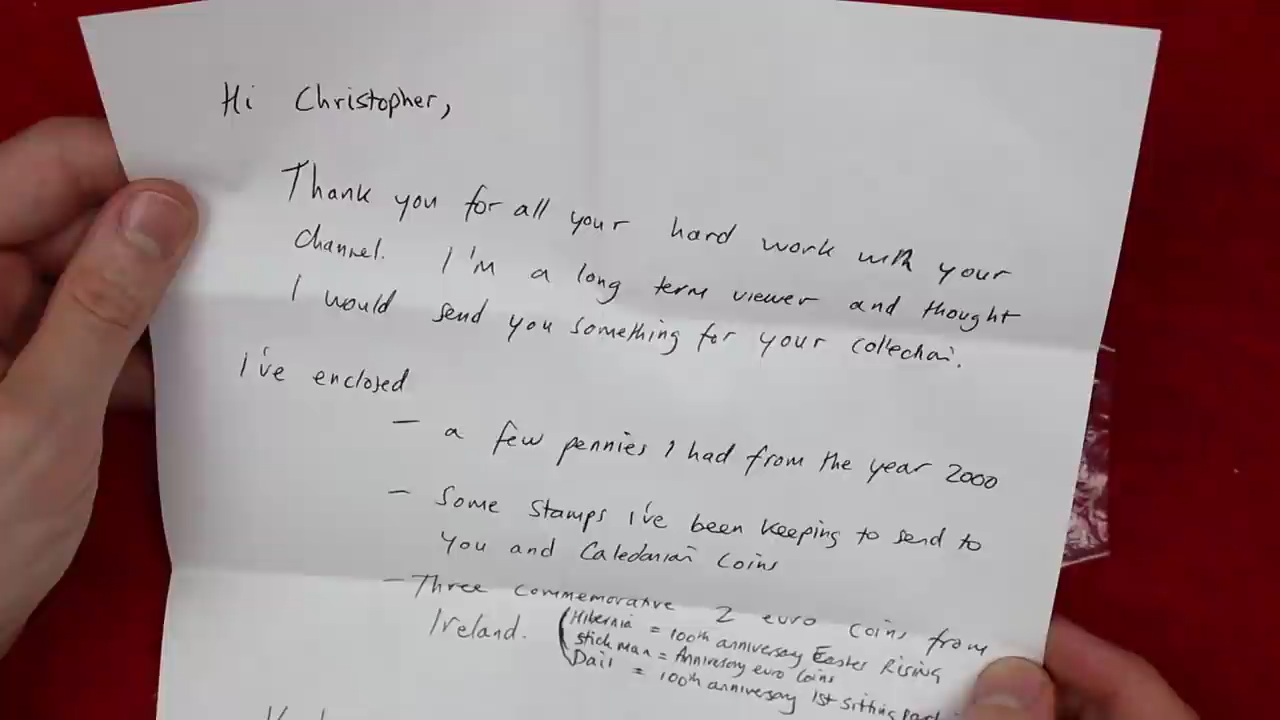 Hi Christopher,
Thank you for all your hard work with your
channel. I'm a long term viewer and thought
I would send you something for your collection.
I've enclosed
- a few pennies I had from the year 2000
- Some stamps I've been keeping to send to
you and Caledonian Coins
- Three commemorative 2 euro coins from
Ireland. (Hibernia = 100th anniversary Easter Rising
stickman = Anniversary euro coins
Dail = 100th anniversary 1st sitting